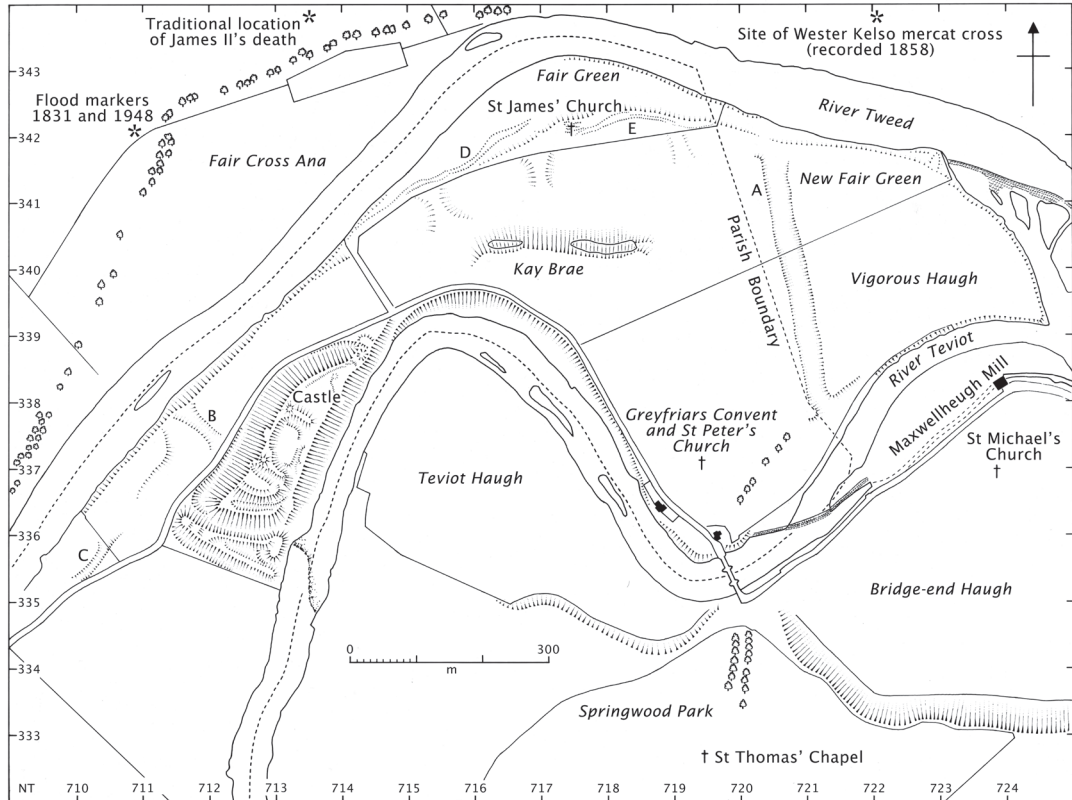 Traditional location
of James II's death
Site of Wester Kelso mercat cross
(recorded 1858)
343
Fair Green
Flood markers
1831 and 1948
St James' Church
River Tweed
342
E
Fair Cross Ana
D
A
New Fair Green
341
Parish Boundary
340
Kay Brae
Vigorous Haugh
339
River Teviot
338
Castle
Maxwellheugh Mill
B
Greyfriars Convent
and St Peter's
Church
St Michael's
Church
337
Teviot Haugh
336
C
Bridge-end Haugh
335
0 300
m
334
Springwood Park
333
St Thomas' Chapel
NT 710 711 712 713 714 715 716 717 718 719 720 721 722 723 724